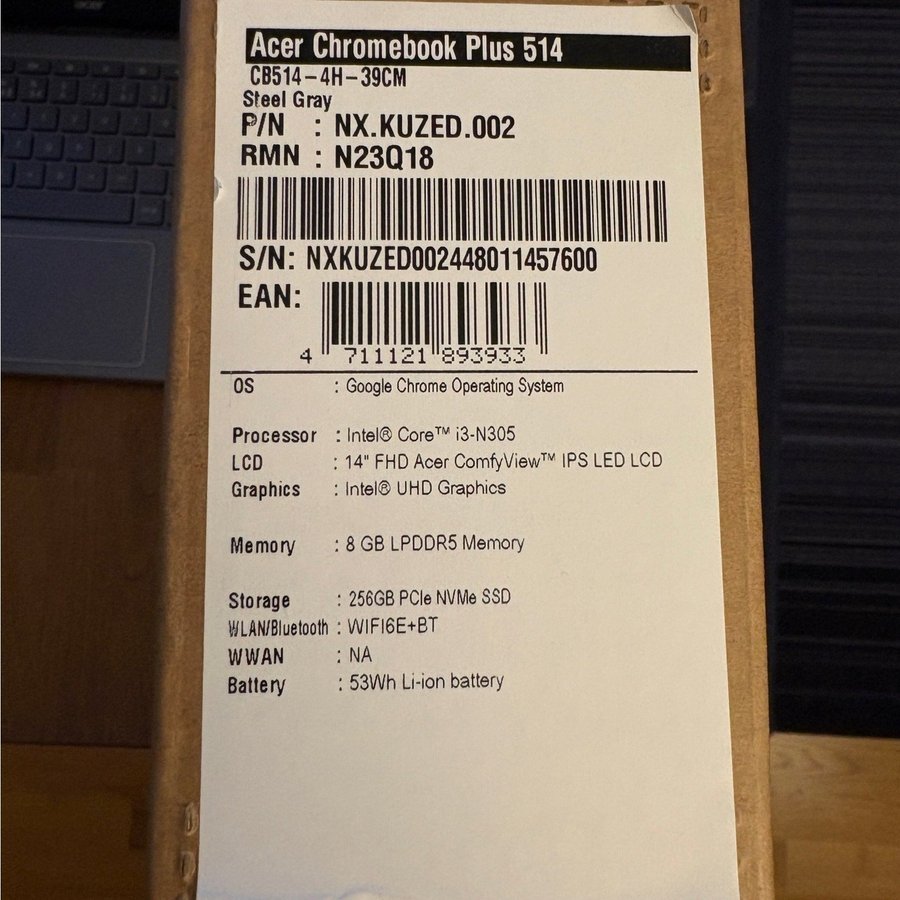 Acer Chromebook Plus 514
CB514-4H-39CM
Steel Gray
P/N : NX.KUZED.002
RMN : N23Q18
S/N: NXKUZED002448011457600
EAN:
4 711121 893933
OS : Google Chrome Operating System
Processor : Intel® Core™ i3-N305
LCD : 14" FHD Acer ComfyView™ IPS LED LCD
Graphics : Intel® UHD Graphics
Memory : 8 GB LPDDR5 Memory
Storage : 256GB PCIe NVMe SSD
WLAN/Bluetooth : WIFI6E+BT
WWAN : NA
Battery : 53Wh Li-ion battery